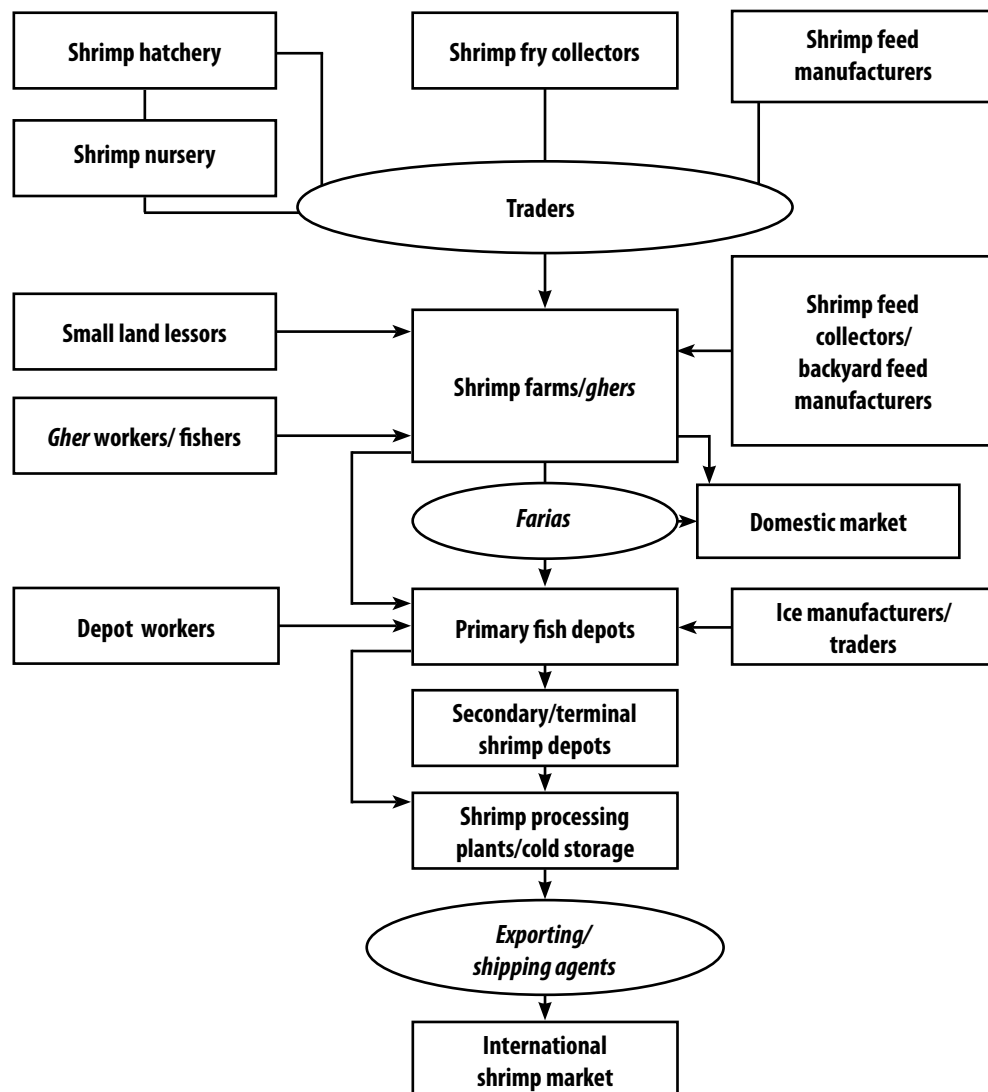 Shrimp hatchery
Shrimp fry collectors
Shrimp feed
manufacturers
Shrimp nursery
Traders
Small land lessors
Shrimp farms/ghers
Shrimp feed
collectors/
backyard feed
manufacturers
Gher workers/ fishers
Farias
Domestic market
Depot workers
Primary fish depots
Ice manufacturers/
traders
Secondary/terminal
shrimp depots
Shrimp processing
plants/cold storage
Exporting/
shipping agents
International
shrimp market